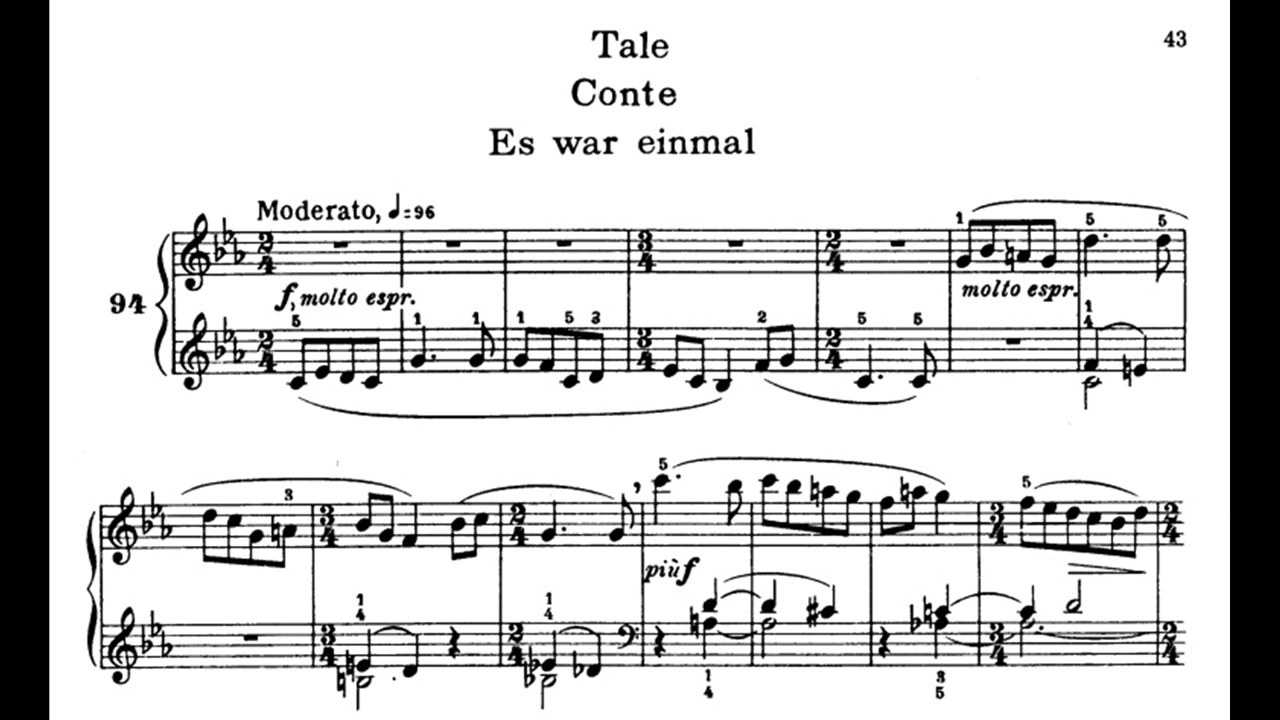 43
Tale
Conte
Es war einmal
Moderato, ♩=96
f, molto espr.
94
molto espr.
più f